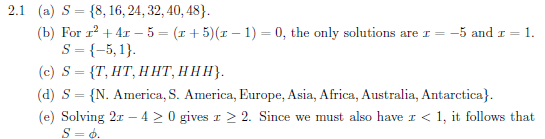 2.1 (a) S = {8, 16, 24, 32, 40, 48}.
(b) For x² + 4x − 5 = (x + 5)(x − 1) = 0, the only solutions are x = −5 and x = 1.
S = {−5, 1}.
(c) S = {T, HT, HHT, HHH}.
(d) S = {N. America, S. America, Europe, Asia, Africa, Australia, Antarctica}.
(e) Solving 2x − 4 ≥ 0 gives x ≥ 2. Since we must also have x < 1, it follows that
S = ϕ.